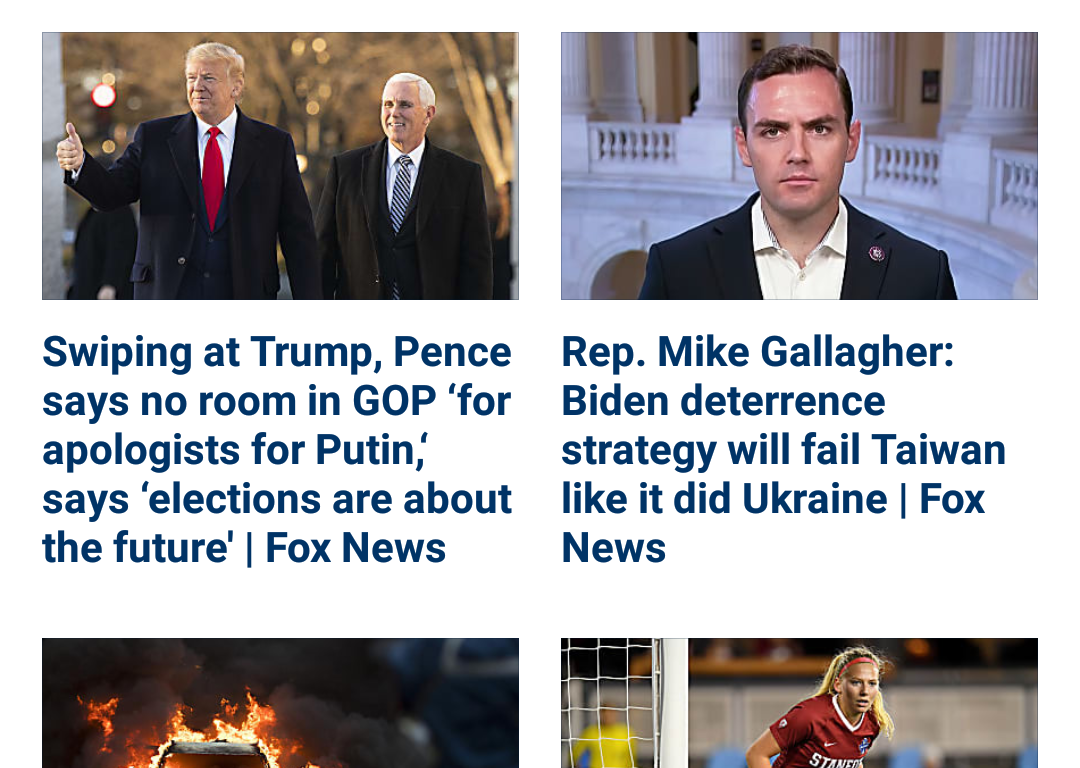 Swiping at Trump, Pence
says no room in GOP ‘for
apologists for Putin,‘
says ‘elections are about
the future' | Fox News
Rep. Mike Gallagher:
Biden deterrence
strategy will fail Taiwan
like it did Ukraine | Fox
News